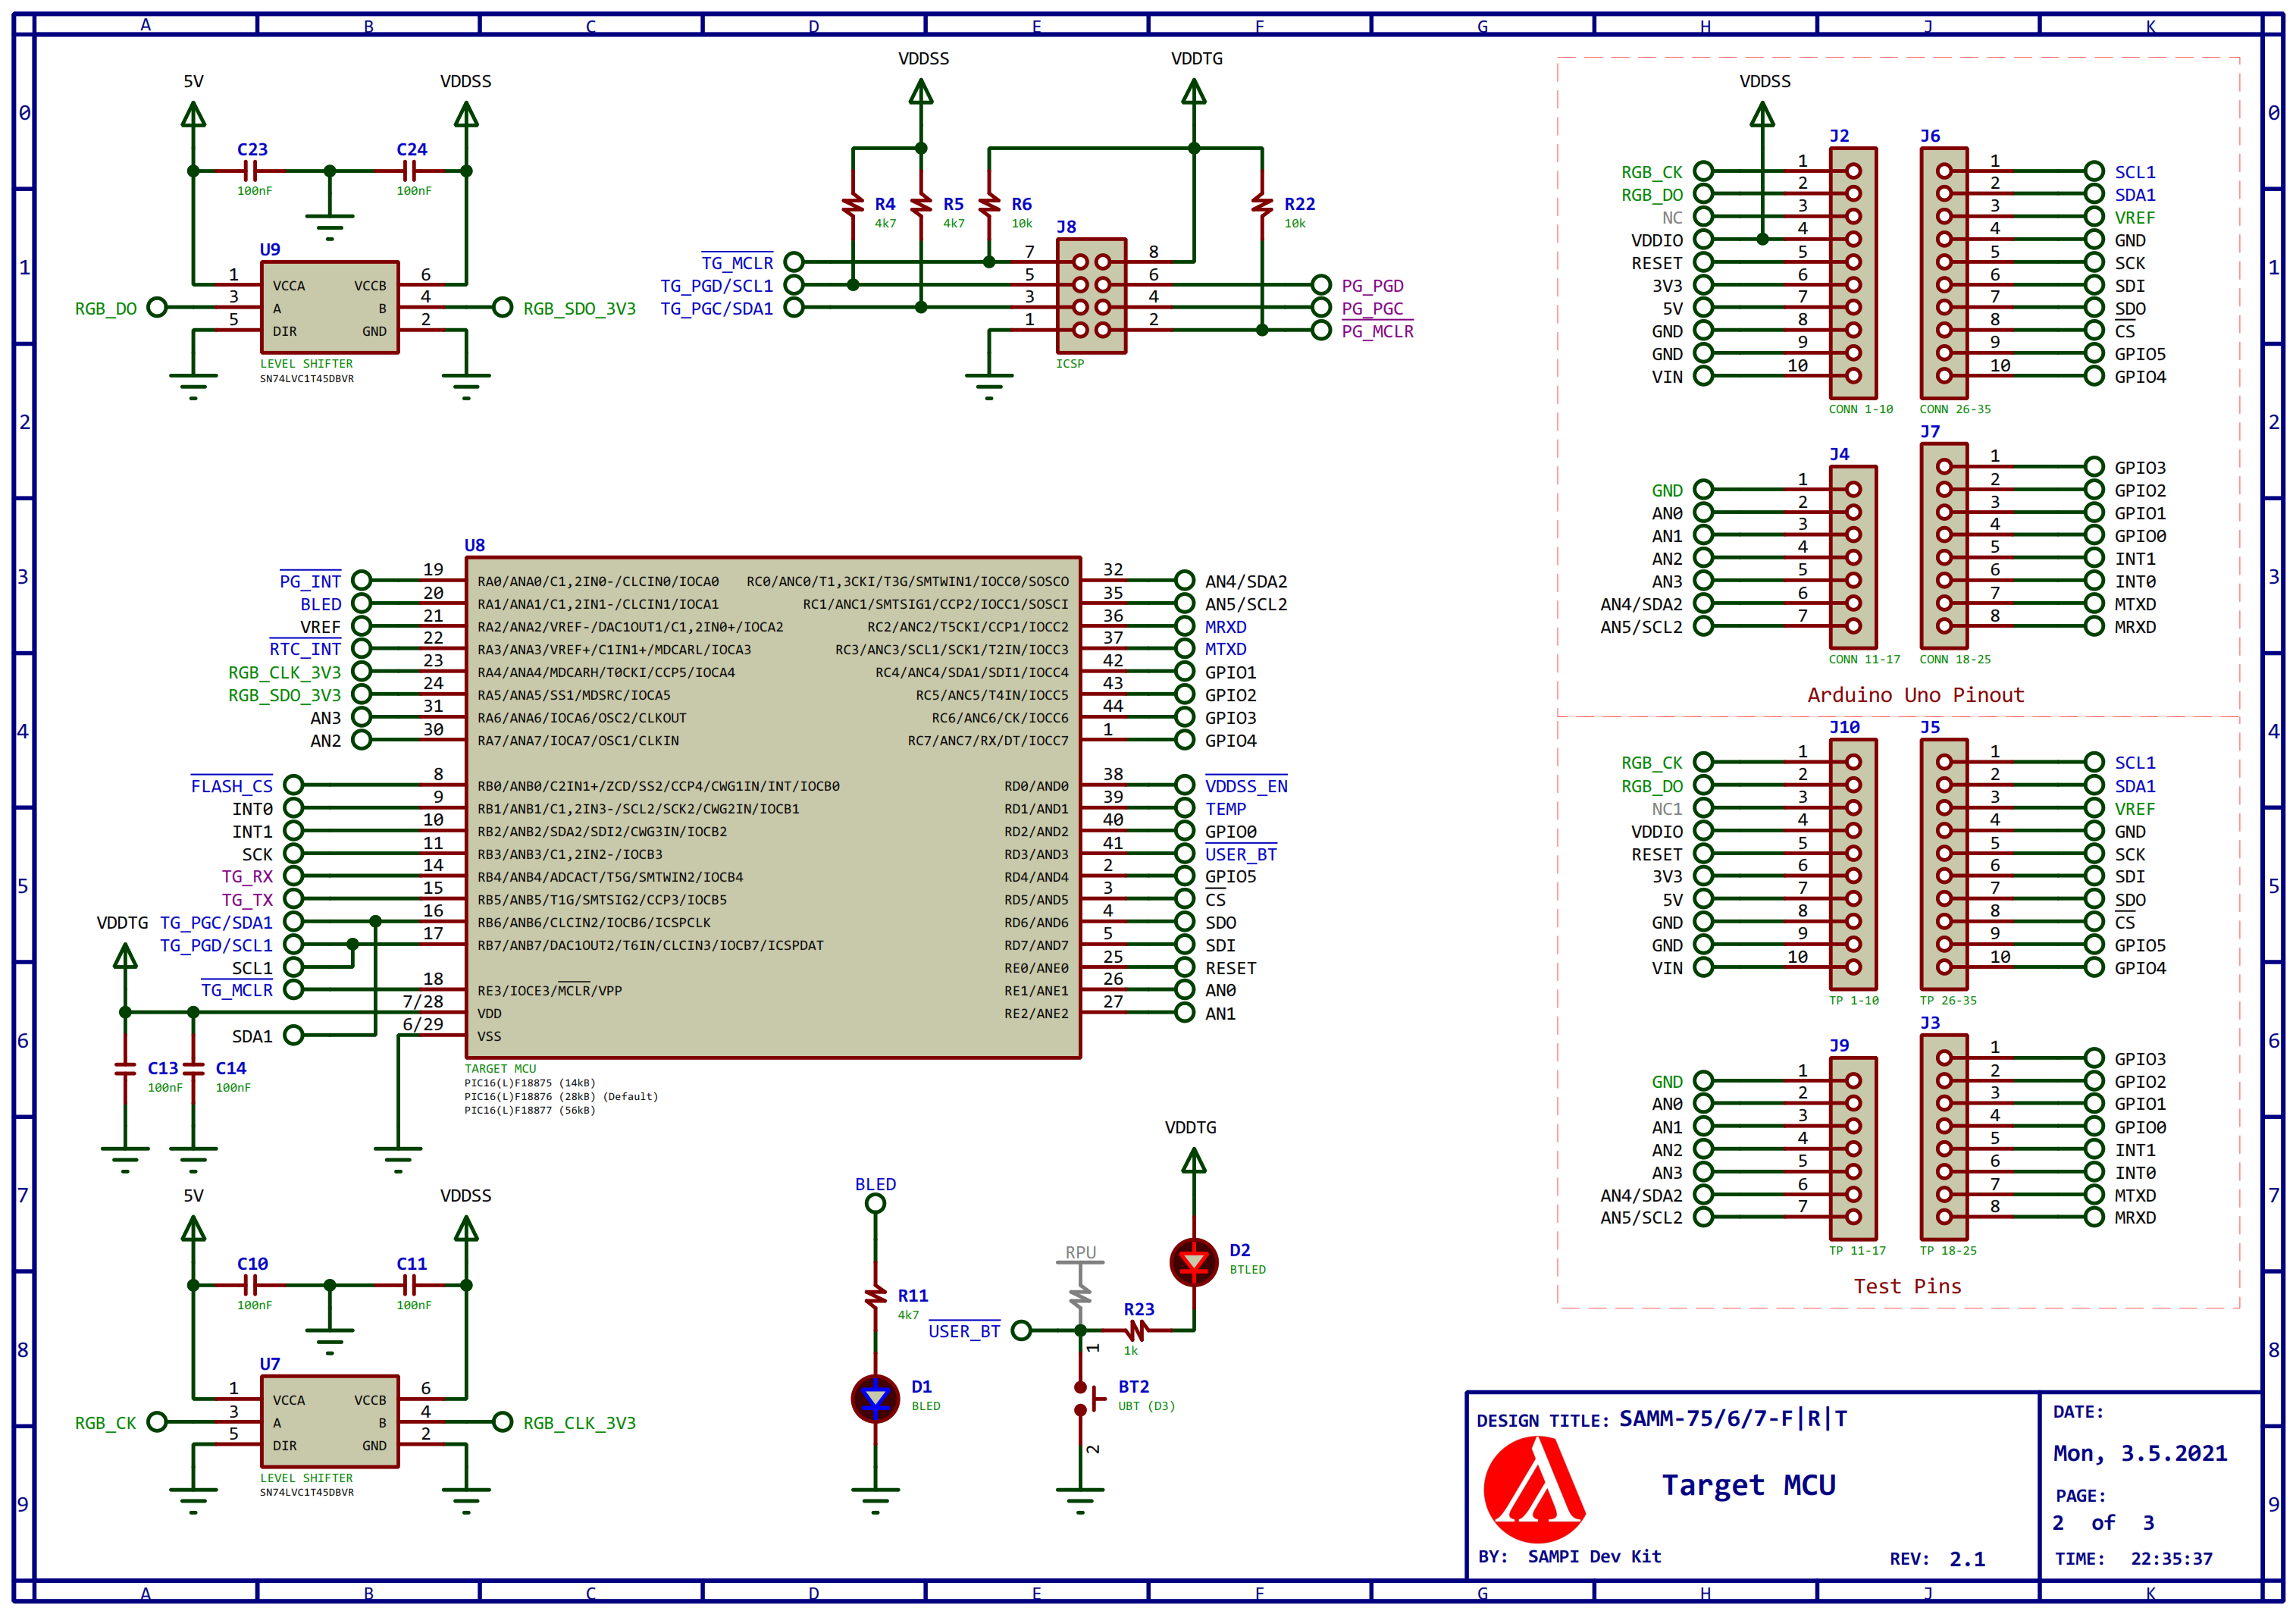 A B C D E F G H J K
0 1 2 3 4 5 6 7 8 9
5V VDDSS
C23 C24
100nF 100nF
U9
1 VCCA VCCB 6
RGB_DO 3 A B 4 RGB_SDO_3V3
5 DIR GND 2
LEVEL SHIFTER
SN74LVC1T45DBVR
VDDSS VDDTG
R4 R5 R6 R22
4k7 4k7 10k 10k
J8
TG_MCLR 7 8
TG_PGD/SCL1 5 6 PG_PGD
TG_PGC/SDA1 3 4 PG_PGC
1 2 PG_MCLR
ICSP
U8
PG_INT 19 RA0/ANA0/C1,2IN0-/CLCIN0/IOCA0 RC0/ANC0/T1,3CKI/T3G/SMTWIN1/IOCC0/SOSCO 32 AN4/SDA2
BLED 20 RA1/ANA1/C1,2IN1-/CLCIN1/IOCA1 RC1/ANC1/SMTSIG1/CCP2/IOCC1/SOSCI 35 AN5/SCL2
VREF 21 RA2/ANA2/VREF-/DAC1OUT1/C1,2IN0+/IOCA2 RC2/ANC2/T5CKI/CCP1/IOCC2 36 MRXD
RTC_INT 22 RA3/ANA3/VREF+/C1IN1+/MDCARL/IOCA3 RC3/ANC3/SCL1/SCK1/T2IN/IOCC3 37 MTXD
RGB_CLK_3V3 23 RA4/ANA4/MDCARH/T0CKI/CCP5/IOCA4 RC4/ANC4/SDA1/SDI1/IOCC4 42 GPIO1
RGB_SDO_3V3 24 RA5/ANA5/SS1/MDSRC/IOCA5 RC5/ANC5/T4IN/IOCC5 43 GPIO2
AN3 31 RA6/ANA6/IOCA6/OSC2/CLKOUT RC6/ANC6/CK/IOCC6 44 GPIO3
AN2 30 RA7/ANA7/IOCA7/OSC1/CLKIN RC7/ANC7/RX/DT/IOCC7 1 GPIO4
FLASH_CS 8 RB0/ANB0/C2IN1+/ZCD/SS2/CCP4/CWG1IN/INT/IOCB0 RD0/AND0 38 VDDSS_EN
INT0 9 RB1/ANB1/C1,2IN3-/SCL2/SCK2/CWG2IN/IOCB1 RD1/AND1 39 TEMP
INT1 10 RB2/ANB2/SDA2/SDI2/CWG3IN/IOCB2 RD2/AND2 40 GPIO0
SCK 11 RB3/ANB3/C1,2IN2-/IOCB3 RD3/AND3 41 USER_BT
TG_RX 14 RB4/ANB4/ADCACT/T5G/SMTWIN2/IOCB4 RD4/AND4 2 GPIO5
TG_TX 15 RB5/ANB5/T1G/SMTSIG2/CCP3/IOCB5 RD5/AND5 3 CS
VDDTG TG_PGC/SDA1 16 RB6/ANB6/CLCIN2/IOCB6/ICSPCLK RD6/AND6 4 SDO
TG_PGD/SCL1 17 RB7/ANB7/DAC1OUT2/T6IN/CLCIN3/IOCB7/ICSPDAT RD7/AND7 5 SDI
SCL1 RE0/ANE0 25 RESET
TG_MCLR 18 RE3/IOCE3/MCLR/VPP RE1/ANE1 26 AN0
7/28 VDD RE2/ANE2 27 AN1
SDA1 6/29 VSS
C13 C14
100nF 100nF
TARGET MCU
PIC16(L)F18875 (14kB)
PIC16(L)F18876 (28kB) (Default)
PIC16(L)F18877 (56kB)
5V VDDSS
C10 C11
100nF 100nF
U7
1 VCCA VCCB 6
RGB_CK 3 A B 4 RGB_CLK_3V3
5 DIR GND 2
LEVEL SHIFTER
SN74LVC1T45DBVR
BLED
R11
4k7
D1
BLED
VDDTG
D2
BTLED
RPU
R23
1k
USER_BT
1
BT2
UBT (D3)
2
VDDSS
J2 J6
RGB_CK 1 1 SCL1
RGB_DO 2 2 SDA1
NC 3 3 VREF
VDDIO 4 4 GND
RESET 5 5 SCK
3V3 6 6 SDI
5V 7 7 SDO
GND 8 8 CS
GND 9 9 GPIO5
VIN 10 10 GPIO4
CONN 1-10 CONN 26-35
J4 J7
1 GPIO3
GND 1 2 GPIO2
AN0 2 3 GPIO1
AN1 3 4 GPIO0
AN2 4 5 INT1
AN3 5 6 INT0
AN4/SDA2 6 7 MTXD
AN5/SCL2 7 8 MRXD
CONN 11-17 CONN 18-25
Arduino Uno Pinout
J10 J5
RGB_CK 1 1 SCL1
RGB_DO 2 2 SDA1
NC1 3 3 VREF
VDDIO 4 4 GND
RESET 5 5 SCK
3V3 6 6 SDI
5V 7 7 SDO
GND 8 8 CS
GND 9 9 GPIO5
VIN 10 10 GPIO4
TP 1-10 TP 26-35
J9 J3
1 GPIO3
GND 1 2 GPIO2
AN0 2 3 GPIO1
AN1 3 4 GPIO0
AN2 4 5 INT1
AN3 5 6 INT0
AN4/SDA2 6 7 MTXD
AN5/SCL2 7 8 MRXD
TP 11-17 TP 18-25
Test Pins
DESIGN TITLE: SAMM-75/6/7-F|R|T
Target MCU
BY: SAMPI Dev Kit
REV: 2.1
DATE:
Mon, 3.5.2021
PAGE:
2 of 3
TIME: 22:35:37
0 1 2 3 4 5 6 7 8 9
A B C D E F G H J K